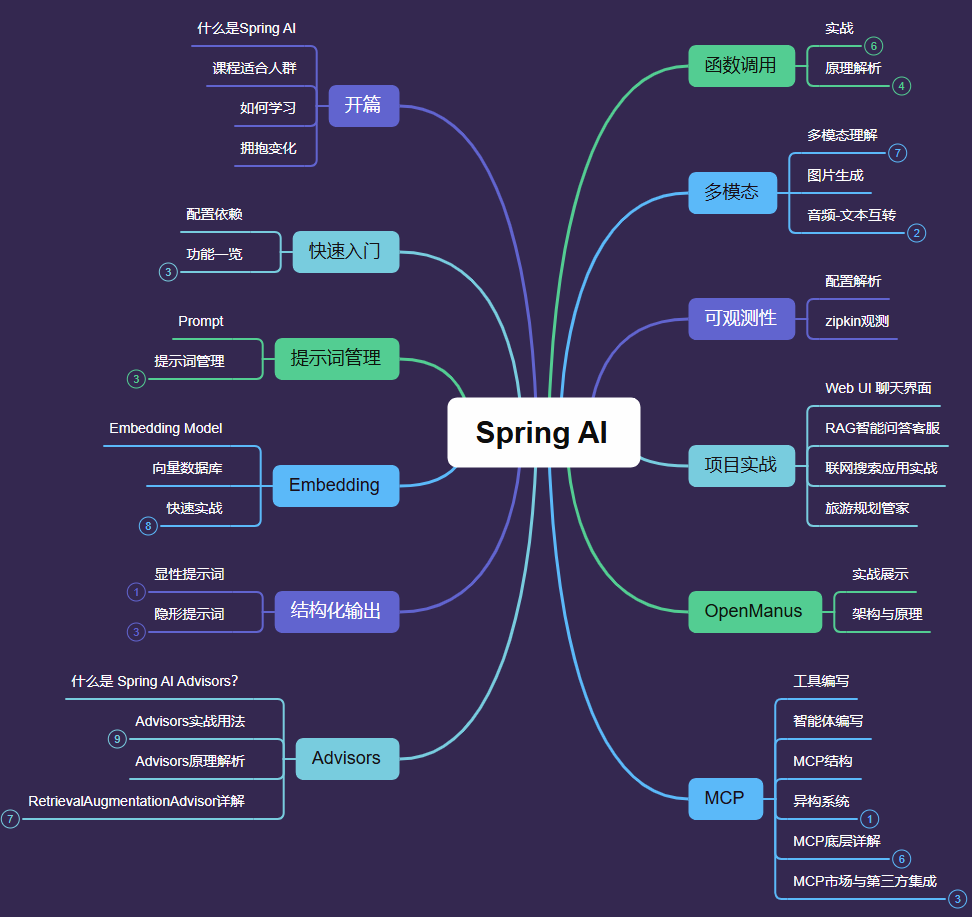 Spring AI
开篇
什么是Spring AI
课程适合人群
如何学习
拥抱变化
快速入门
配置依赖
功能一览
3
提示词管理
Prompt
提示词管理
3
Embedding
Embedding Model
向量数据库
快速实战
8
结构化输出
显性提示词
1
隐形提示词
3
Advisors
什么是 Spring AI Advisors?
Advisors实战用法
9
Advisors原理解析
RetrievalAugmentationAdvisor详解
7
函数调用
实战
6
原理解析
4
多模态
多模态理解
7
图片生成
音频-文本互转
2
可观测性
配置解析
zipkin观测
项目实战
Web UI 聊天界面
RAG智能问答客服
联网搜索应用实战
旅游规划管家
OpenManus
实战展示
架构与原理
MCP
工具编写
智能体编写
MCP结构
异构系统
1
MCP底层详解
6
MCP市场与第三方集成
3